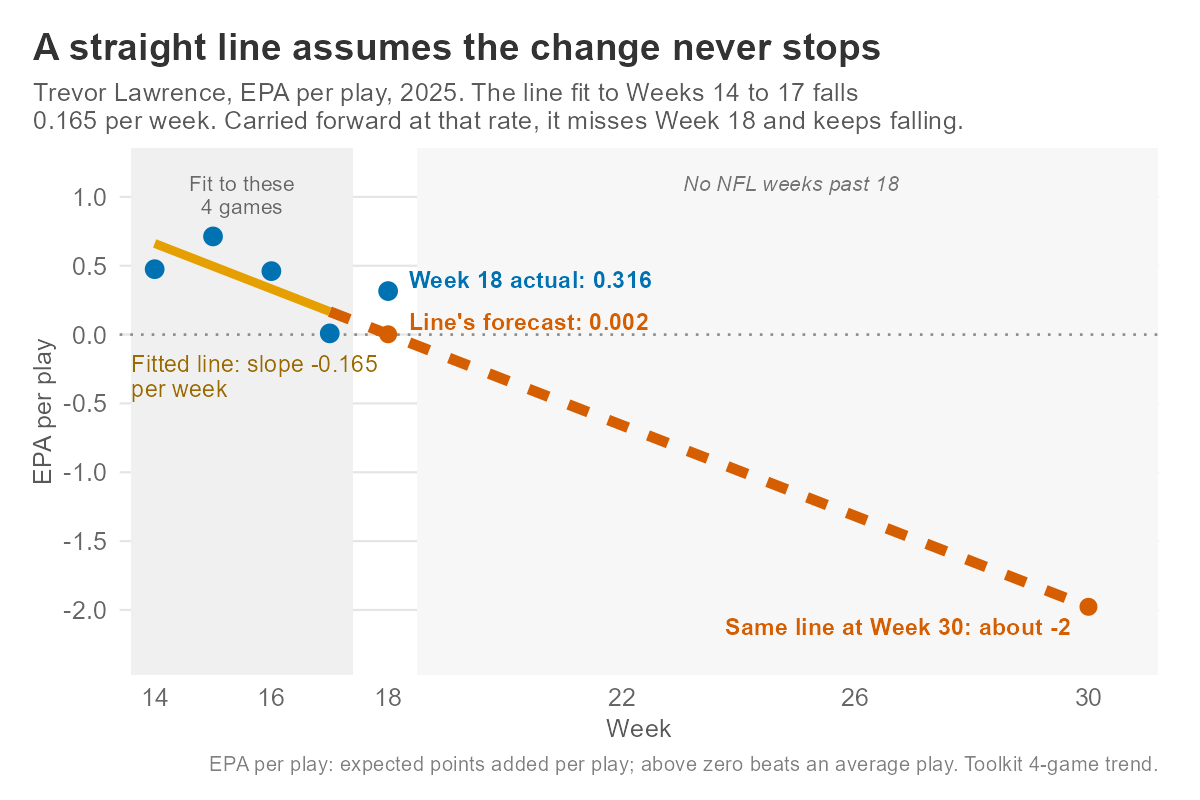 A straight line assumes the change never stops
Trevor Lawrence, EPA per play, 2025. The line fit to Weeks 14 to 17 falls
0.165 per week. Carried forward at that rate, it misses Week 18 and keeps falling.
Fit to these
4 games
No NFL weeks past 18
1.0
0.5
0.0
-0.5
-1.0
-1.5
-2.0
EPA per play
Week 18 actual: 0.316
Line's forecast: 0.002
Fitted line: slope -0.165
per week
Same line at Week 30: about -2
14
16
18
22
26
30
Week
EPA per play: expected points added per play; above zero beats an average play. Toolkit 4-game trend.